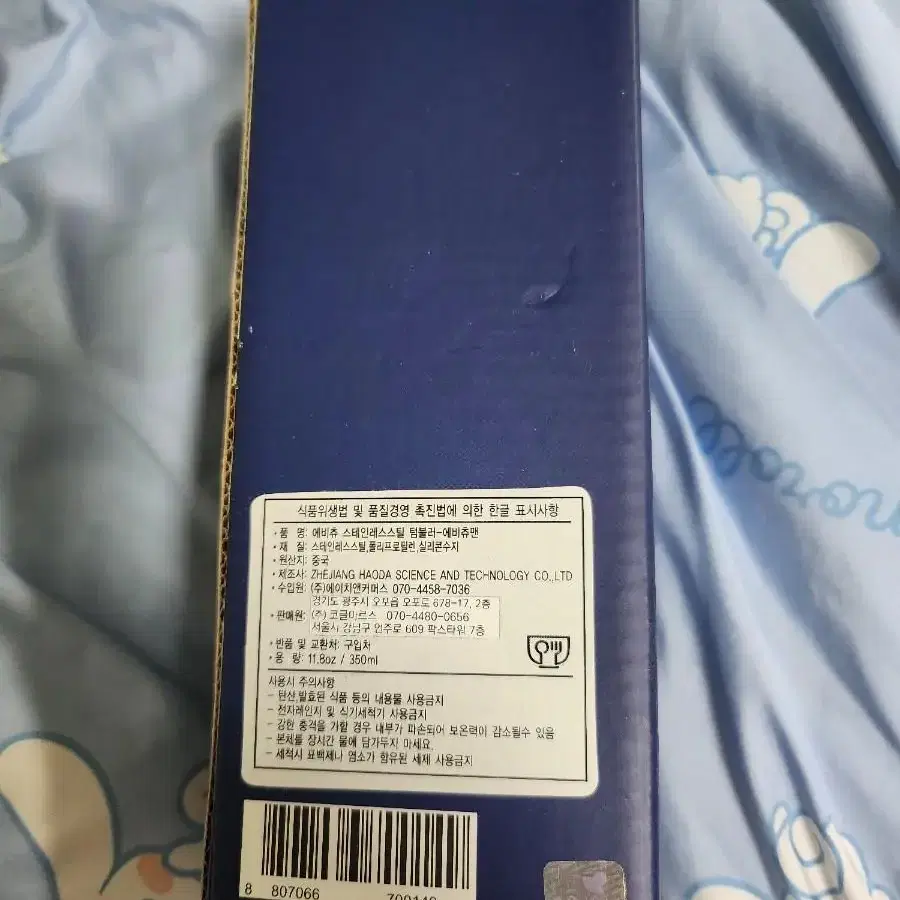 식품위생법 및 품질경영 촉진법에 의한 한글 표시사항
• 품 명: 에비츄 스테인레스스틸 텀블러-에비츄맨
• 재 질: 스테인레스스틸,폴리프로필런,실리콘수지
• 원산지: 중국
• 제조사: ZHEJIANG HAODA SCIENCE AND TECHNOLOGY CO.,LTD
• 수입원: (주)에이치앤커머스 070-4458-7036
경기도 광주시 오포읍 오포로 678-17, 2층
• 판매원: (주) 코글마르스 070-4480-0656
서울시 강남구 언주로 609 팍스타워 7층
• 반품 및 교환처: 구입처
• 용 량: 11.8oz / 350ml
사용시 주의사항
- 탄산,발효된 식품 등의 내용물 사용금지
- 전자레인지 및 식기세척기 사용금지
- 강한 충격을 가할 경우 내부가 파손되어 보온력이 감소될수 있음
- 본체를 장시간 물에 담가두지 마세요.
- 세척시 표백제나 염소가 함유된 세제 사용금지
8 807066